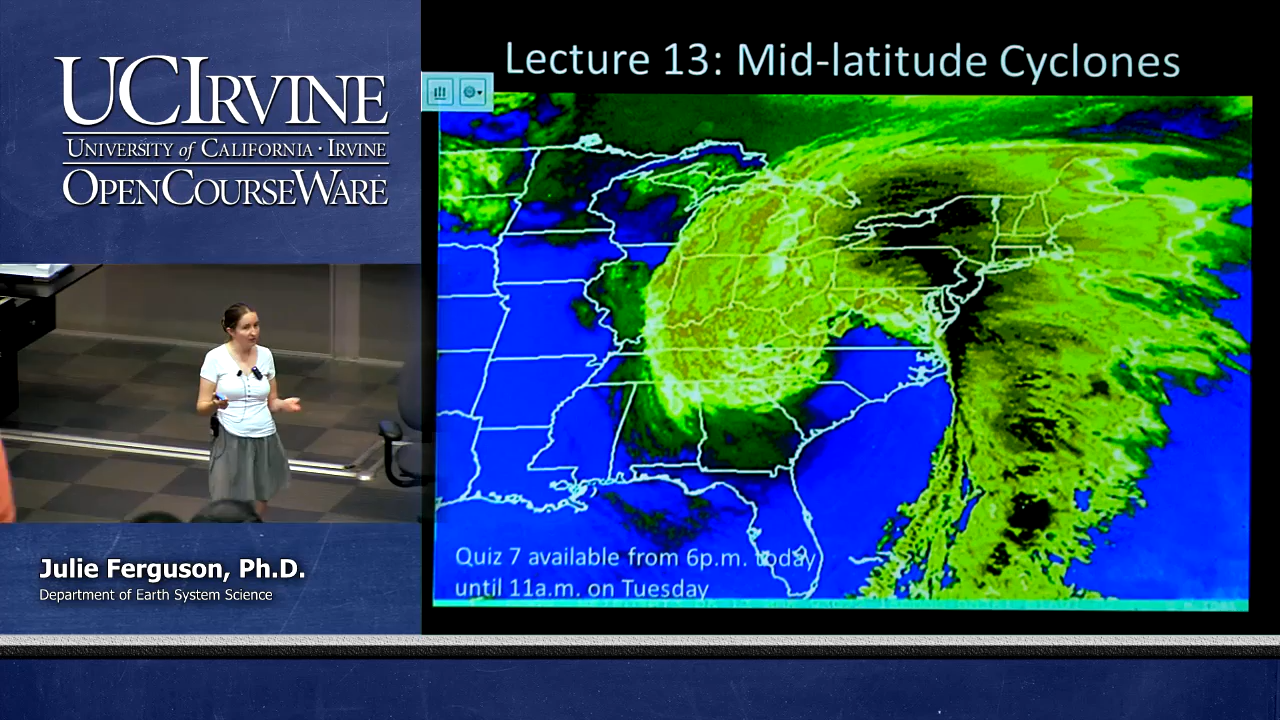 UCIRVINE
UNIVERSITY of CALIFORNIA · IRVINE
OPENCOURSEWARE
Julie Ferguson, Ph.D.
Department of Earth System Science
Lecture 13: Mid-latitude Cyclones
Quiz 7 available from 6p.m. today
until 11a.m. on Tuesday